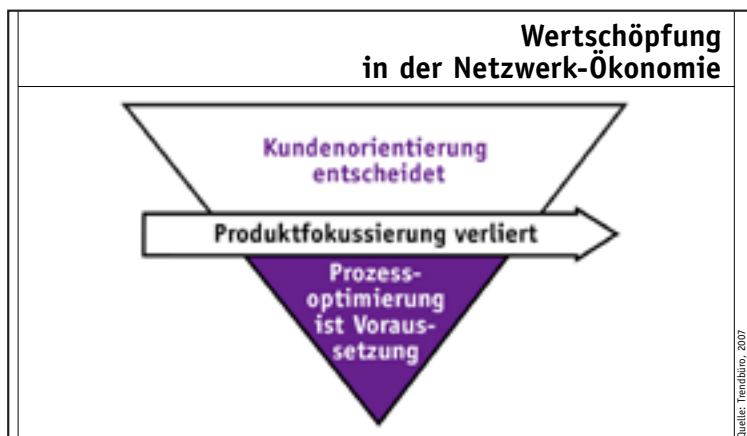 Wertschöpfung
in der Netzwerk-Ökonomie
Kundenorientierung
entscheidet
Produktfokussierung verliert
Prozess-
optimierung
ist Voraus-
setzung
Quelle: Trendbüro, 2007